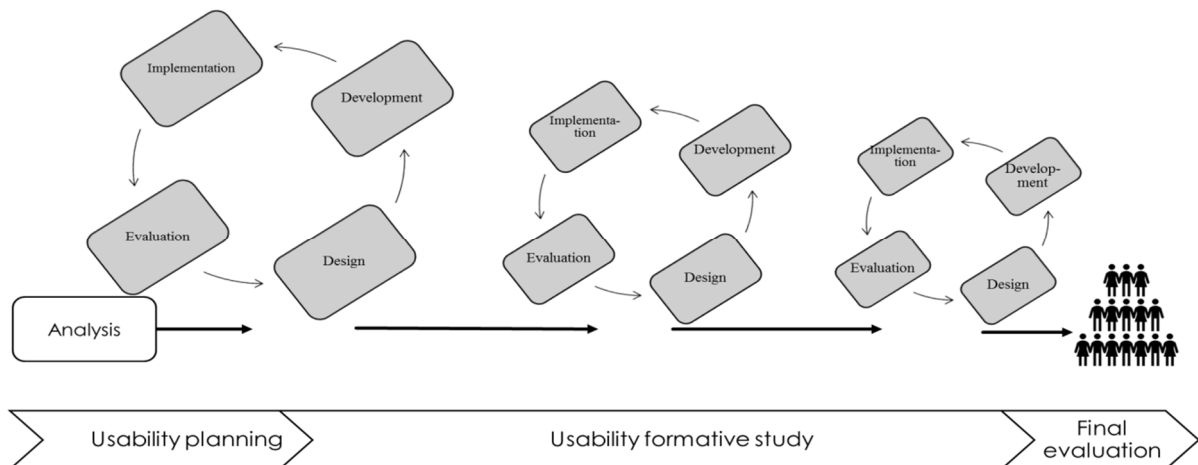 Implementation
Development
Evaluation
Design
Analysis
Implementa-
tion
Development
Evaluation
Design
Implementa-
tion
Develop-
ment
Evaluation
Design
Usability planning
Usability formative study
Final
evaluation